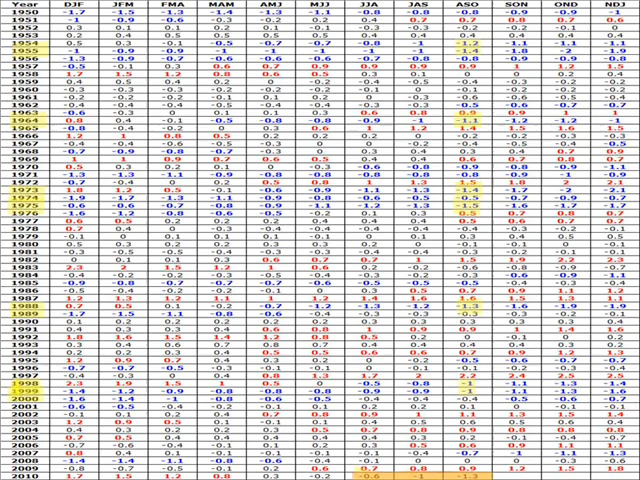 Year DJF JFM FMA MAM AMJ MJJ JJA JAS ASO SON OND NDJ
1950 -1.7 -1.5 -1.3 -1.4 -1.3 -1.1 -0.8 -0.8 -0.8 -0.9 -0.9 -1
1951 -1 -0.9 -0.6 -0.3 -0.2 0.2 0.4 0.7 0.7 0.8 0.7 0.6
1952 0.3 0.1 0.1 0.2 0.1 -0.1 -0.3 -0.3 -0.2 -0.2 -0.1 0
1953 0.2 0.4 0.5 0.5 0.5 0.5 0.4 0.4 0.4 0.4 0.4 0.4
1954 0.5 0.3 -0.1 -0.5 -0.7 -0.7 -0.8 -1 -1.2 -1.1 -1.1 -1.1
1955 -1 -0.9 -0.9 -1 -1 -1 -1 -1 -1.4 -1.8 -2 -1.9
1956 -1.3 -0.9 -0.7 -0.6 -0.6 -0.6 -0.7 -0.8 -0.8 -0.9 -0.9 -0.8
1957 -0.5 -0.1 0.3 0.6 0.7 0.9 0.9 0.9 0.9 1 1.2 1.5
1958 1.7 1.5 1.2 0.8 0.6 0.5 0.3 0.1 0 0 0.2 0.4
1959 0.4 0.5 0.4 0.2 0 -0.2 -0.4 -0.5 -0.4 -0.3 -0.2 -0.2
1960 -0.3 -0.3 -0.3 -0.2 -0.2 -0.2 -0.1 0 -0.1 -0.2 -0.2 -0.2
1961 -0.2 -0.2 -0.2 -0.1 0.1 0.2 0 -0.3 -0.6 -0.6 -0.5 -0.4
1962 -0.4 -0.4 -0.4 -0.5 -0.4 -0.4 -0.3 -0.3 -0.5 -0.6 -0.7 -0.7
1963 -0.6 -0.3 0 0.1 0.1 0.3 0.6 0.8 0.9 0.9 1 1
1964 0.8 0.4 -0.1 -0.5 -0.8 -0.8 -0.9 -1 -1.1 -1.2 -1.2 -1
1965 -0.8 -0.4 -0.2 0 0.3 0.6 1 1.2 1.4 1.5 1.6 1.5
1966 1.2 1 0.8 0.5 0.2 0.2 0.2 0 -0.2 -0.2 -0.3 -0.3
1967 -0.4 -0.4 -0.6 -0.5 -0.3 0 0 -0.2 -0.4 -0.5 -0.4 -0.5
1968 -0.7 -0.9 -0.8 -0.7 -0.3 0 0.3 0.4 0.3 0.4 0.7 0.9
1969 1 1 0.9 0.7 0.6 0.5 0.4 0.4 0.6 0.7 0.8 0.7
1970 0.5 0.3 0.2 0.1 0 -0.3 -0.6 -0.8 -0.9 -0.8 -0.9 -1.1
1971 -1.3 -1.3 -1.1 -0.9 -0.8 -0.8 -0.8 -0.8 -0.8 -0.9 -1 -0.9
1972 -0.7 -0.4 0 0.2 0.5 0.8 1 1.3 1.5 1.8 2 2.1
1973 1.8 1.2 0.5 -0.1 -0.6 -0.9 -1.1 -1.3 -1.4 -1.7 -2 -2.1
1974 -1.9 -1.7 -1.3 -1.1 -0.9 -0.8 -0.6 -0.5 -0.5 -0.7 -0.9 -0.7
1975 -0.6 -0.6 -0.7 -0.8 -0.9 -1.1 -1.2 -1.3 -1.5 -1.6 -1.7 -1.7
1976 -1.6 -1.2 -0.8 -0.6 -0.5 -0.2 0.1 0.3 0.5 0.7 0.8 0.7
1977 0.6 0.5 0.2 0.2 0.2 0.4 0.4 0.4 0.5 0.6 0.7 0.7
1978 0.7 0.4 0 -0.3 -0.4 -0.4 -0.4 -0.4 -0.4 -0.3 -0.2 -0.1
1979 -0.1 0 0.1 0.1 0.1 -0.1 0 0.1 0.3 0.4 0.5 0.5
1980 0.5 0.3 0.2 0.2 0.3 0.3 0.2 0 -0.1 -0.1 0 -0.1
1981 -0.3 -0.5 -0.5 -0.4 -0.3 -0.3 -0.4 -0.4 -0.3 -0.2 -0.1 -0.1
1982 0 0.1 0.1 0.3 0.6 0.7 0.7 1 1.5 1.9 2.2 2.3
1983 2.3 2 1.5 1.2 1 0.6 0.2 -0.2 -0.6 -0.8 -0.9 -0.7
1984 -0.4 -0.2 -0.2 -0.3 -0.5 -0.4 -0.3 -0.2 -0.3 -0.6 -0.9 -1.1
1985 -0.9 -0.8 -0.7 -0.7 -0.7 -0.6 -0.5 -0.5 -0.5 -0.4 -0.3 -0.4
1986 -0.5 -0.4 -0.2 -0.2 -0.1 0 0.3 0.5 0.7 0.9 1.1 1.2
1987 1.2 1.3 1.2 1.1 1 1.2 1.4 1.6 1.6 1.5 1.3 1.1
1988 0.7 0.5 0.1 -0.2 -0.7 -1.2 -1.3 -1.2 -1.3 -1.6 -1.9 -1.9
1989 -1.7 -1.5 -1.1 -0.8 -0.6 -0.4 -0.3 -0.3 -0.3 -0.3 -0.2 -0.1
1990 0.1 0.2 0.2 0.2 0.2 0.2 0.3 0.3 0.3 0.3 0.3 0.4
1991 0.4 0.3 0.3 0.4 0.6 0.8 1 0.9 0.9 1 1.4 1.6
1992 1.8 1.6 1.5 1.4 1.2 0.8 0.5 0.2 0 -0.1 0 0.2
1993 0.3 0.4 0.6 0.7 0.8 0.7 0.4 0.4 0.4 0.4 0.3 0.2
1994 0.2 0.2 0.3 0.4 0.5 0.5 0.6 0.6 0.7 0.9 1.2 1.3
1995 1.2 0.9 0.7 0.4 0.3 0.2 0 -0.2 -0.5 -0.6 -0.7 -0.7
1996 -0.7 -0.7 -0.5 -0.3 -0.1 -0.1 0 -0.1 -0.1 -0.2 -0.3 -0.4
1997 -0.4 -0.3 0 0.4 0.8 1.3 1.7 2 2.2 2.4 2.5 2.5
1998 2.3 1.9 1.5 1 0.5 0 -0.5 -0.8 -1 -1.1 -1.3 -1.4
1999 -1.4 -1.2 -0.9 -0.8 -0.8 -0.8 -0.9 -0.9 -1 -1.1 -1.3 -1.6
2000 -1.6 -1.4 -1 -0.8 -0.6 -0.5 -0.4 -0.4 -0.4 -0.5 -0.6 -0.7
2001 -0.6 -0.5 -0.4 -0.2 -0.1 0.1 0.2 0.2 0.1 0 -0.1 -0.1
2002 -0.1 0.1 0.2 0.4 0.7 0.8 0.9 1 1.1 1.3 1.5 1.4
2003 1.2 0.9 0.5 0.1 -0.1 0.1 0.4 0.5 0.6 0.5 0.6 0.4
2004 0.4 0.3 0.2 0.2 0.3 0.5 0.7 0.8 0.9 0.8 0.8 0.8
2005 0.7 0.5 0.4 0.4 0.4 0.4 0.4 0.3 0.2 -0.1 -0.4 -0.7
2006 -0.7 -0.6 -0.4 -0.1 0.1 0.2 0.3 0.5 0.6 0.9 1.1 1.1
2007 0.8 0.4 0.1 -0.1 -0.1 -0.1 -0.1 -0.4 -0.7 -1 -1.1 -1.3
2008 -1.4 -1.4 -1.1 -0.8 -0.6 -0.4 -0.1 0 0 0 -0.3 -0.6
2009 -0.8 -0.7 -0.5 -0.1 0.2 0.6 0.7 0.8 0.9 1.2 1.5 1.8
2010 1.7 1.5 1.2 0.8 0.3 -0.2 -0.6 -1 -1.3